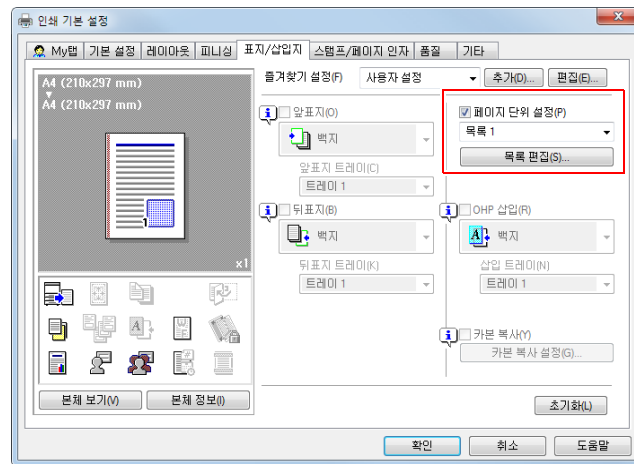 인쇄 기본 설정
My탭
기본 설정
레이아웃
피니싱
표지/삽입지
스탬프/페이지 인자
품질
기타
A4 (210x297 mm)
A4 (210x297 mm)
1
x1
본체 보기(V)
본체 정보(I)
즐겨찾기 설정(F)
사용자 설정
추가(D)...
편집(E)...
앞표지(O)
백지
앞표지 트레이(C)
트레이 1
페이지 단위 설정(P)
목록 1
목록 편집(S)...
뒤표지(B)
백지
뒤표지 트레이(K)
트레이 1
OHP 삽입(R)
백지
삽입 트레이(N)
트레이 1
카본 복사(Y)
카본 복사 설정(G)...
초기화(L)
확인
취소
도움말